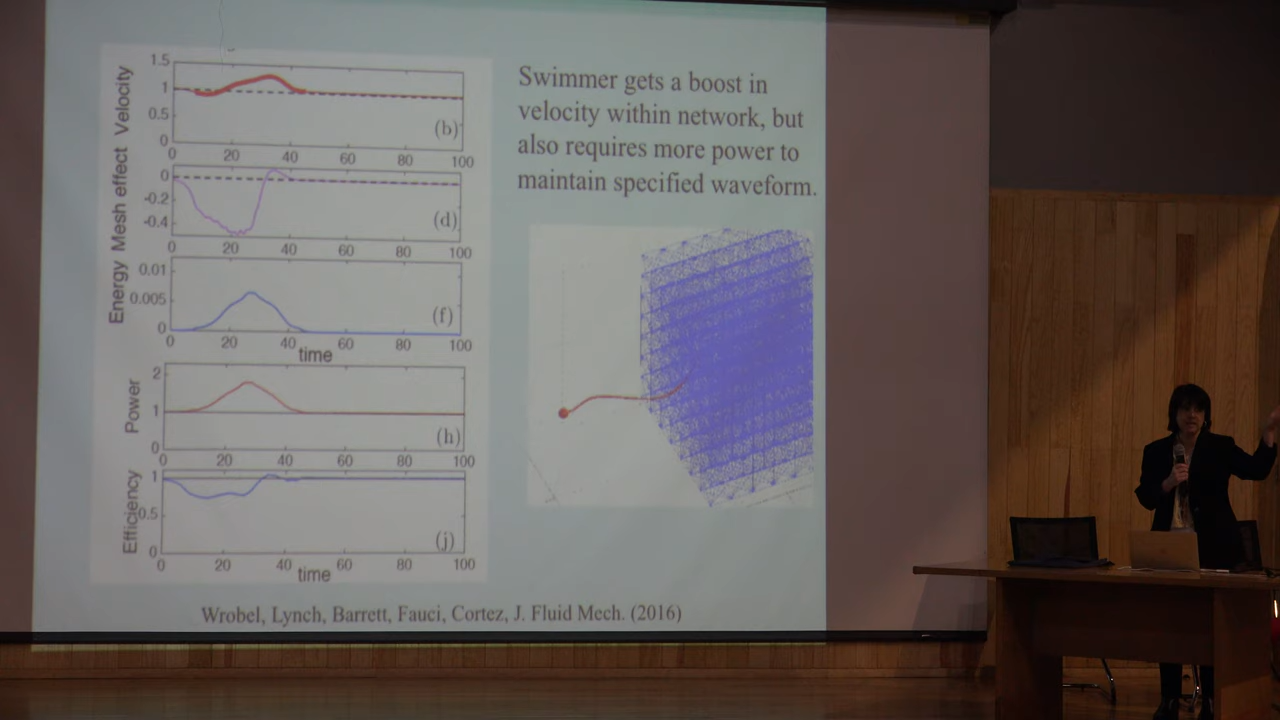 Swimmer gets a boost in
velocity within network, but
also requires more power to
maintain specified waveform.
Velocity
1.5
1
0.5
0
(b)
0 20 40 60 80 100
Mesh effect
0
-0.2
-0.4
(d)
0 20 40 60 80 100
Energy
0.01
0.005
0
(f)
0 20 40 60 80 100
time
Power
2
1
0
(h)
0 20 40 60 80 100
Efficiency
1
0.5
0
(j)
0 20 40 60 80 100
time
Wrobel, Lynch, Barrett, Fauci, Cortez, J. Fluid Mech. (2016)